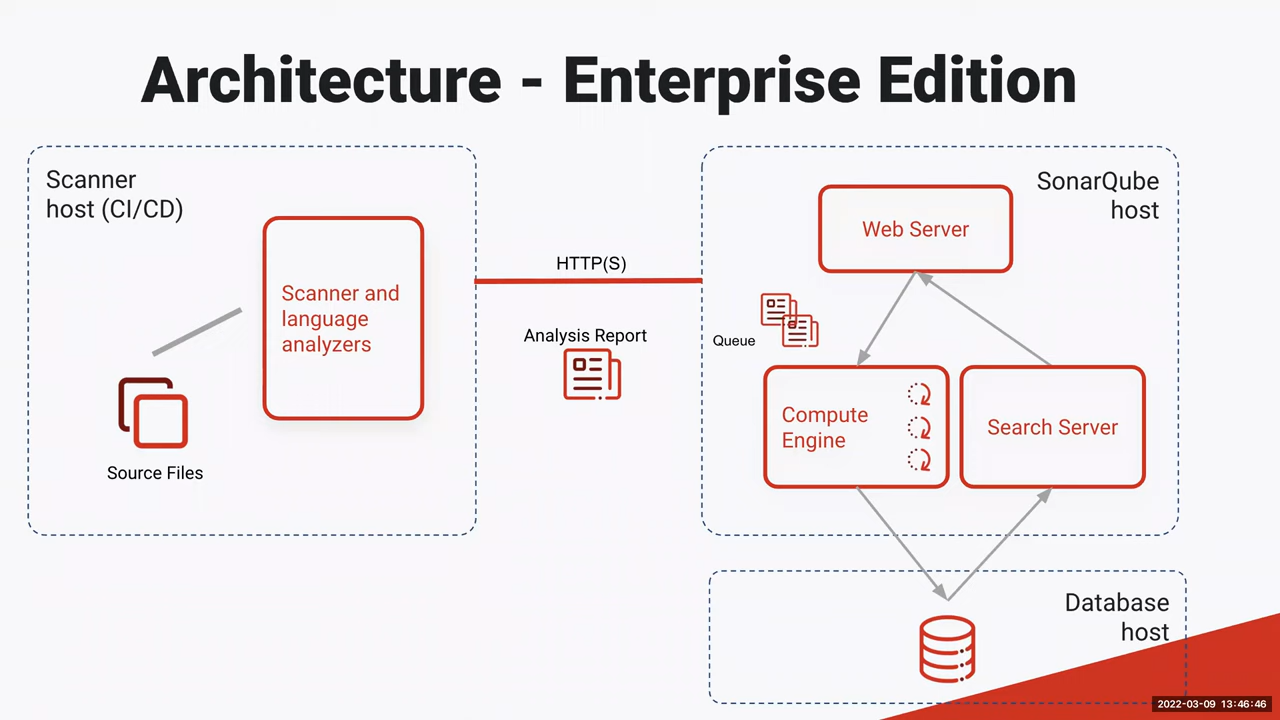 Architecture - Enterprise Edition
Scanner
host (CI/CD)
Scanner and
language
analyzers
Source Files
HTTP(S)
Analysis Report
SonarQube
host
Web Server
Queue
Compute
Engine
Search Server
Database
host
2022-03-09 13:46:46